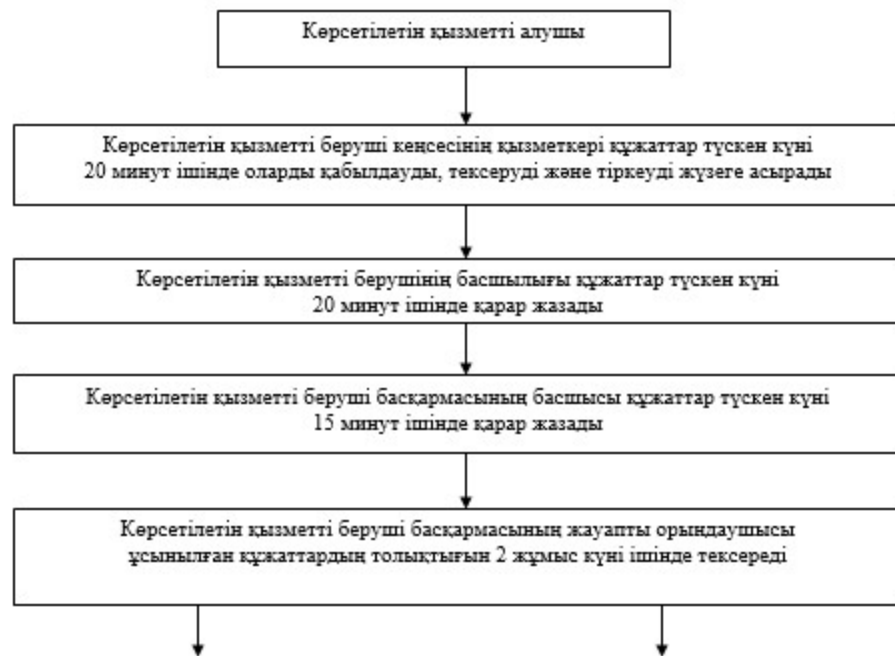 Көрсетілетін қызметті алушы
Көрсетілетін қызметті беруші кеңсесінің қызметкері құжаттар түскен күні
20 минут ішінде оларды қабылдауды, тексеруді және тіркеуді жүзеге асырады
Көрсетілетін қызметті берушінің басшылығы құжаттар түскен күні
20 минут ішінде қарар жазады
Көрсетілетін қызметті беруші басқармасының басшысы құжаттар түскен күні
15 минут ішінде қарар жазады
Көрсетілетін қызметті беруші басқармасының жауапты орындаушысы
ұсынылған құжаттардың толықтығын 2 жұмыс күні ішінде тексереді